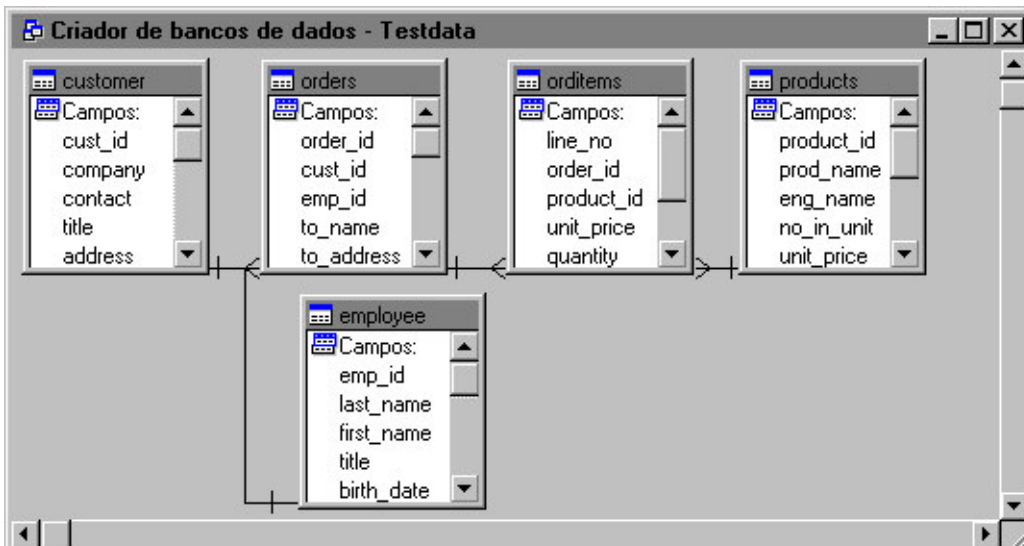 Criador de bancos de dados - Testdata
customer
Campos:
cust_id
company
contact
title
address
orders
Campos:
order_id
cust_id
emp_id
to_name
to_address
orditems
Campos:
line_no
order_id
product_id
unit_price
quantity
products
Campos:
product_id
prod_name
eng_name
no_in_unit
unit_price
employee
Campos:
emp_id
last_name
first_name
title
birth_date